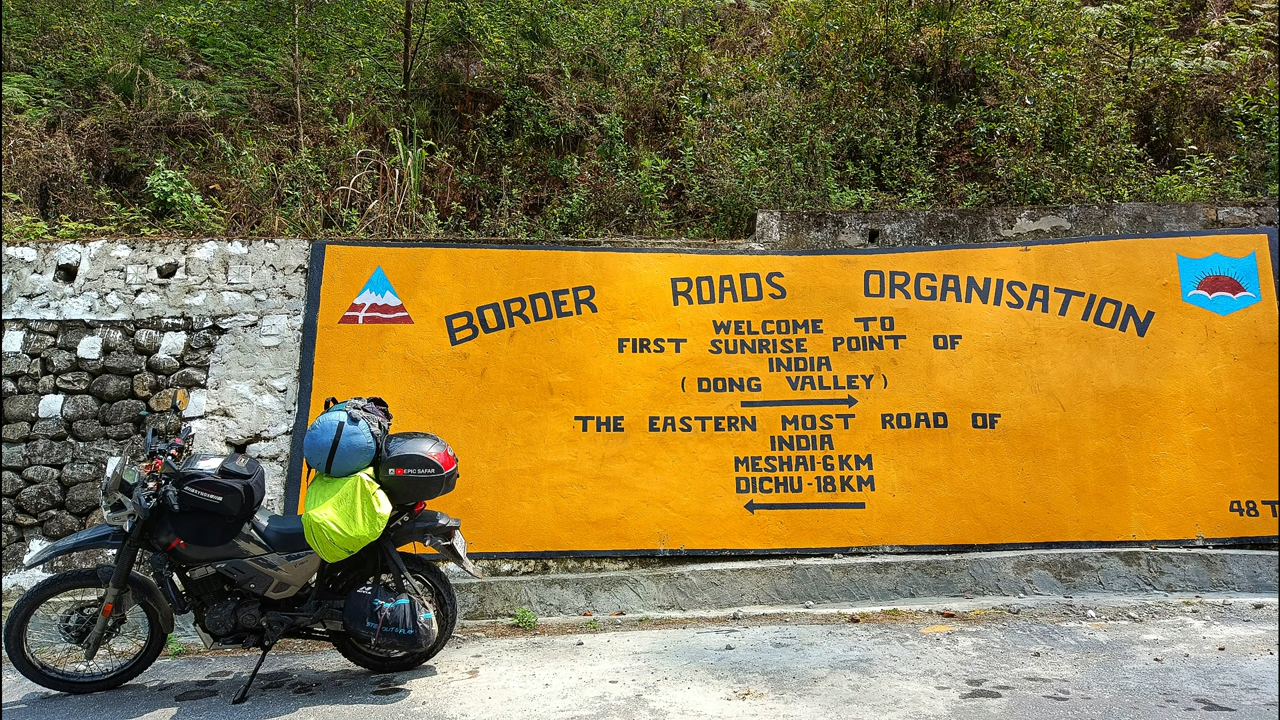 BORDER ROADS ORGANISATION
WELCOME TO
FIRST SUNRISE POINT OF
INDIA
(DONG VALLEY)
THE EASTERN MOST ROAD OF
INDIA
MESHAI-6 KM
DICHU-18 KM
48 T
EPIC SAFAR